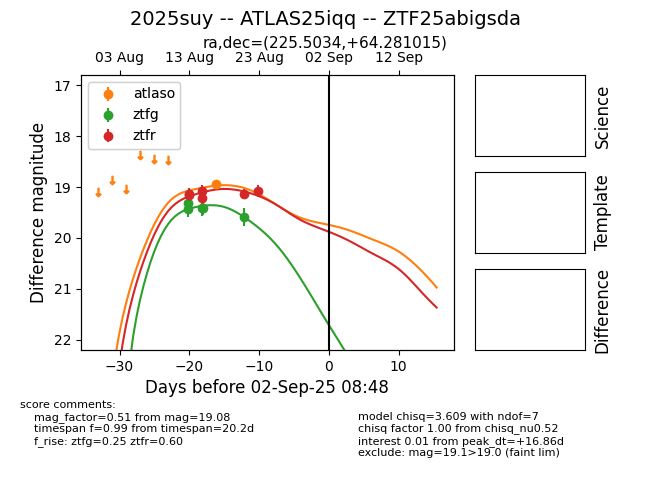 2025suy -- ATLAS25iqq -- ZTF25abigsda
ra,dec=(225.5034,+64.281015)
03 Aug 13 Aug 23 Aug 02 Sep 12 Sep
atlaso
ztfg
ztfr
17
18
19
20
21
22
Difference magnitude
−30 −20 −10 0 10
Days before 02-Sep-25 08:48
Science
Template
Difference
score comments:
mag_factor=0.51 from mag=19.08
timespan f=0.99 from timespan=20.2d
f_rise: ztfg=0.25 ztfr=0.60
model chisq=3.609 with ndof=7
chisq factor 1.00 from chisq_nu0.52
interest 0.01 from peak_dt=+16.86d
exclude: mag=19.1>19.0 (faint lim)